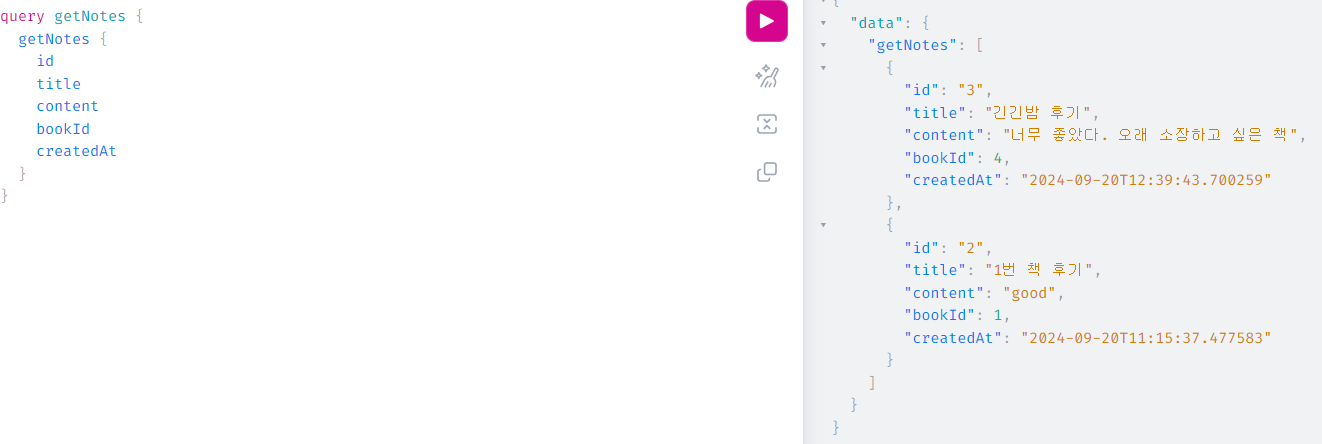 query getNotes {
  getNotes {
    id
    title
    content
    bookId
    createdAt
  }
}
{
  "data": {
    "getNotes": [
      {
        "id": "3",
        "title": "긴긴밤 후기",
        "content": "너무 좋았다. 오래 소장하고 싶은 책",
        "bookId": 4,
        "createdAt": "2024-09-20T12:39:43.700259"
      },
      {
        "id": "2",
        "title": "1번 책 후기",
        "content": "good",
        "bookId": 1,
        "createdAt": "2024-09-20T11:15:37.477583"
      }
    ]
  }
}